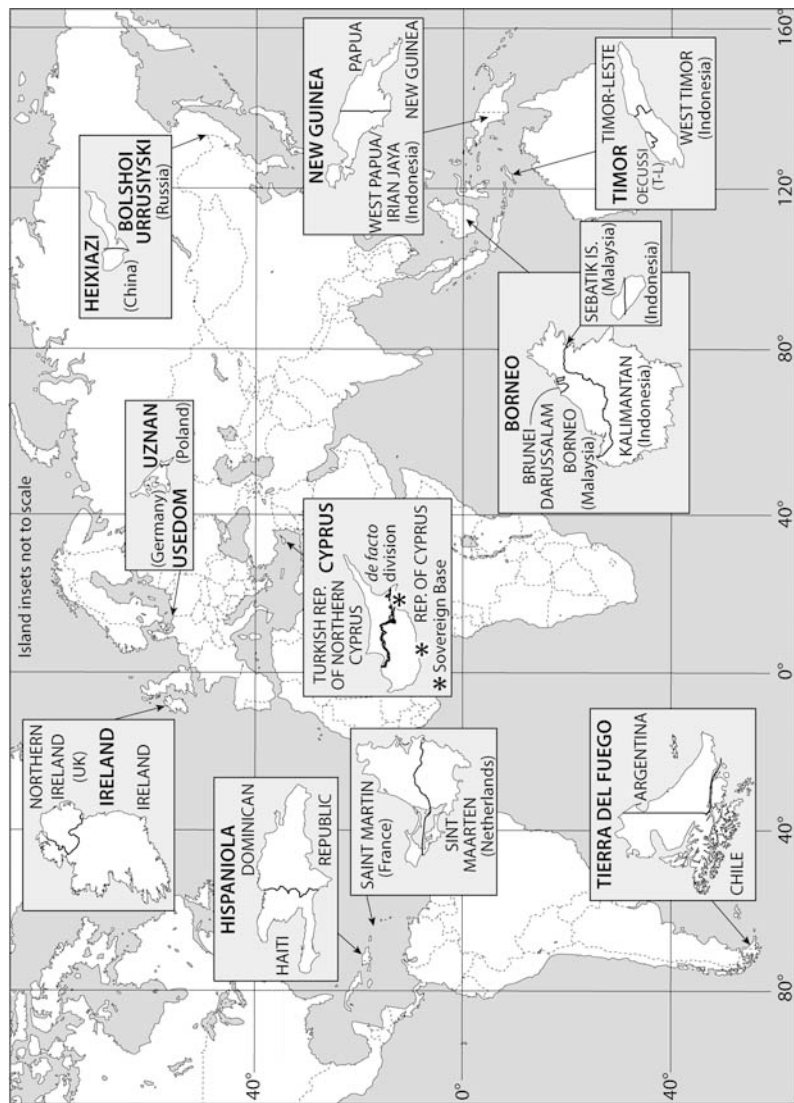 Island insets not to scale
NORTHERN
IRELAND
(UK)
IRELAND
IRELAND
(Germany)
USEDOM
UZNAN
(Poland)
HEIXIAZI
(China)
BOLSHOI
URRUSIYSKI
(Russia)
HISPANIOLA
DOMINICAN
REPUBLIC
HAITI
SAINT MARTIN
(France)
SINT
MAARTEN
(Netherlands)
TURKISH REP.
OF NORTHERN
CYPRUS
CYPRUS
de facto
division
* REP. OF CYPRUS
* Sovereign Base
NEW GUINEA
WEST PAPUA/
IRIAN JAYA
(Indonesia)
PAPUA
NEW GUINEA
BORNEO
BRUNEI
DARUSSALAM
BORNEO
(Malaysia)
KALIMANTAN
(Indonesia)
SEBATIK IS.
(Malaysia)
(Indonesia)
TIMOR
OECUSSI
(T-L)
TIMOR-LESTE
WEST TIMOR
(Indonesia)
TIERRA DEL FUEGO
ARGENTINA
CHILE
40°
0°
40°
80°
40°
0°
40°
80°
120°
160°